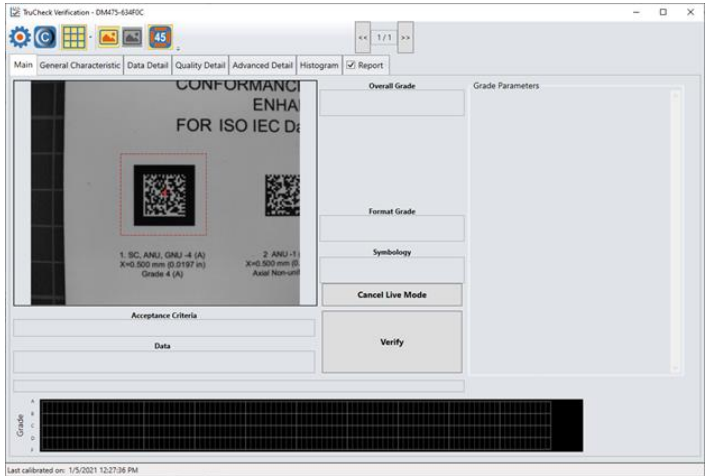 TruCheck Verification - DM475-634F0C
45
<< 1/1 >>
Main General Characteristic Data Detail Quality Detail Advanced Detail Histogram Report
CONFORMANC
ENHA
FOR ISO IEC Da
1. SC, ANU, GNU -4 (A)
X=0.500 mm (0.0197 in)
Grade 4 (A)
2 ANU -1
X=0.500 mm (0.
Axial Non-uni
Overall Grade
Format Grade
Symbology
Cancel Live Mode
Verify
Grade Parameters
Acceptance Criteria
Data
Grade
A
B
C
D
F
Last calibrated on: 1/5/2021 12:27:36 PM